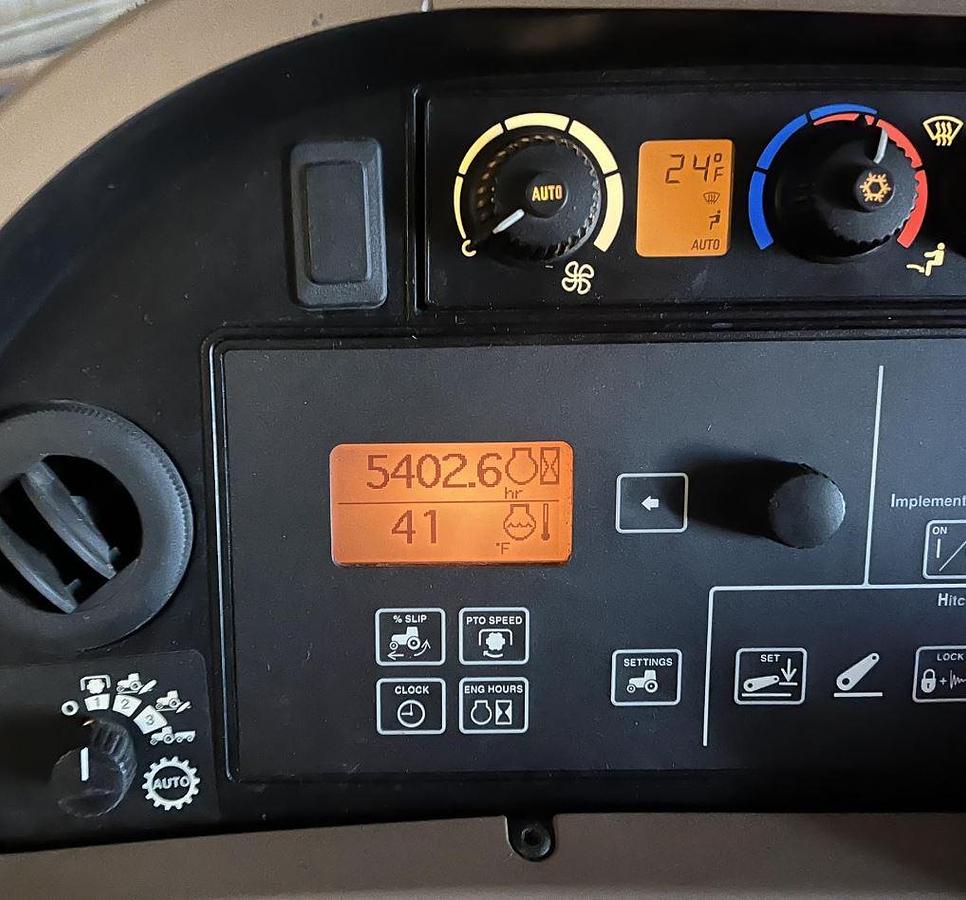 AUTO
24°F
AUTO
5402.6
hr
41
°F
Implement
ON
Hitc
% SLIP
PTO SPEED
CLOCK
ENG HOURS
SETTINGS
SET
LOCK
1
2
3
AUTO